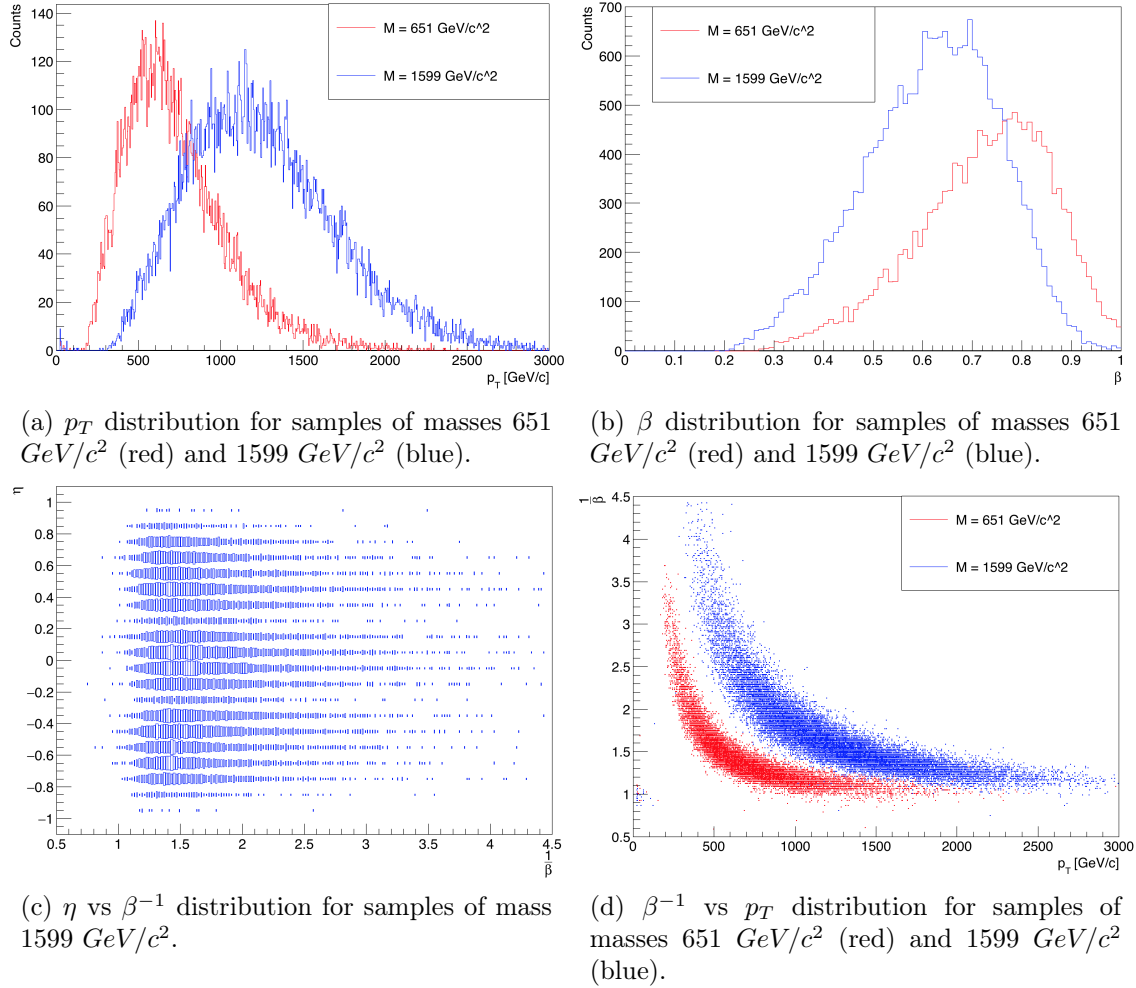 Counts
140
120
100
80
60
40
20
0
500 1000 1500 2000 2500 3000
p_T [GeV/c]
M = 651 GeV/c^2
M = 1599 GeV/c^2
(a) p_T distribution for samples of masses 651
GeV/c² (red) and 1599 GeV/c² (blue).
Counts
700
600
500
400
300
200
100
0
0 0.1 0.2 0.3 0.4 0.5 0.6 0.7 0.8 0.9 1
β
M = 651 GeV/c^2
M = 1599 GeV/c^2
(b) β distribution for samples of masses 651
GeV/c² (red) and 1599 GeV/c² (blue).
η
1
0.8
0.6
0.4
0.2
0
−0.2
−0.4
−0.6
−0.8
−1
0.5 1 1.5 2 2.5 3 3.5 4 4.5
1/β
(c) η vs β⁻¹ distribution for samples of mass
1599 GeV/c².
1/β
4.5
4
3.5
3
2.5
2
1.5
1
0.5
0 500 1000 1500 2000 2500 3000
p_T [GeV/c]
M = 651 GeV/c^2
M = 1599 GeV/c^2
(d) β⁻¹ vs p_T distribution for samples of
masses 651 GeV/c² (red) and 1599 GeV/c²
(blue).